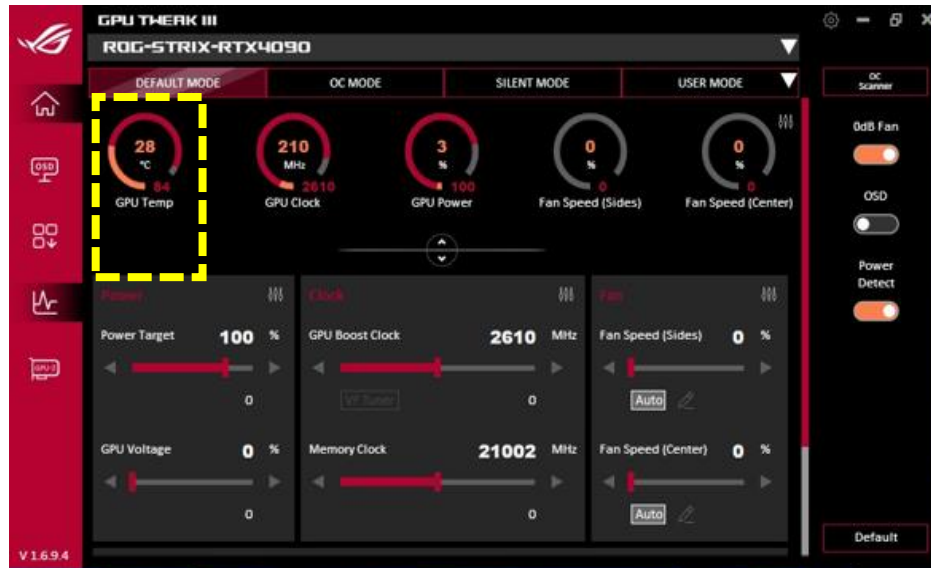 GPU TWEAK III
ROG-STRIX-RTX4090
DEFAULT MODE
OC MODE
SILENT MODE
USER MODE
OC
Scanner
28
°C
84
GPU Temp
210
MHz
2610
GPU Clock
3
%
100
GPU Power
0
%
0
Fan Speed (Sides)
0
%
0
Fan Speed (Center)
0dB Fan
OSD
Power
Detect
OSD
GPU-Z
Power
Power Target 100 %
0
GPU Voltage 0 %
0
Clock
GPU Boost Clock 2610 MHz
VF Tuner 0
Memory Clock 21002 MHz
0
Fan
Fan Speed (Sides) 0 %
Auto
Fan Speed (Center) 0 %
Auto
Default
V 1.6.9.4